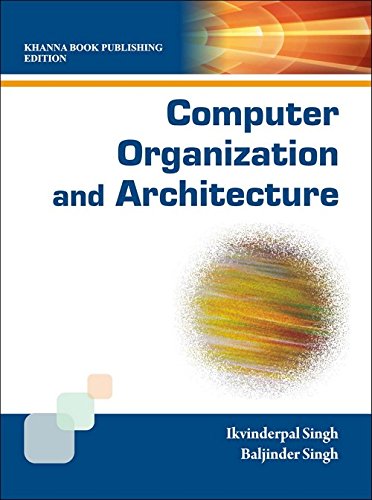 KHANNA BOOK PUBLISHING
EDITION
Computer
Organization
and Architecture
Ikvinderpal Singh
Baljinder Singh